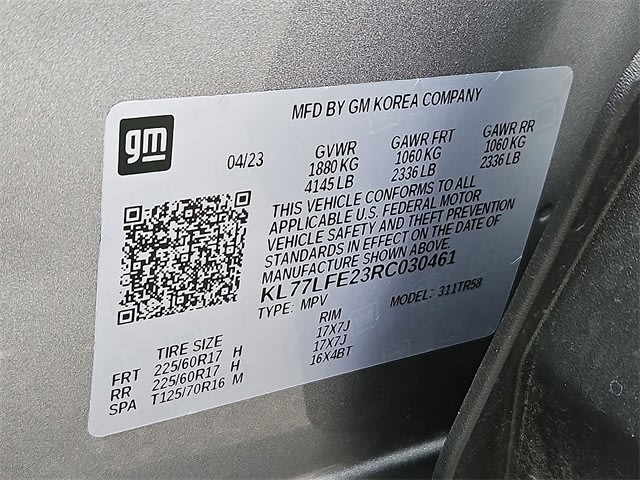 gm
MFD BY GM KOREA COMPANY
04/23
GVWR GAWR FRT GAWR RR
1880 KG 1060 KG 1060 KG
4145 LB 2336 LB 2336 LB
THIS VEHICLE CONFORMS TO ALL
APPLICABLE U.S. FEDERAL MOTOR
VEHICLE SAFETY AND THEFT PREVENTION
STANDARDS IN EFFECT ON THE DATE OF
MANUFACTURE SHOWN ABOVE.
KL77LFE23RC030461
TYPE: MPV MODEL: 311TR58
TIRE SIZE RIM
FRT 225/60R17 H 17X7J
RR 225/60R17 H 17X7J
SPA T125/70R16 M 16X4BT